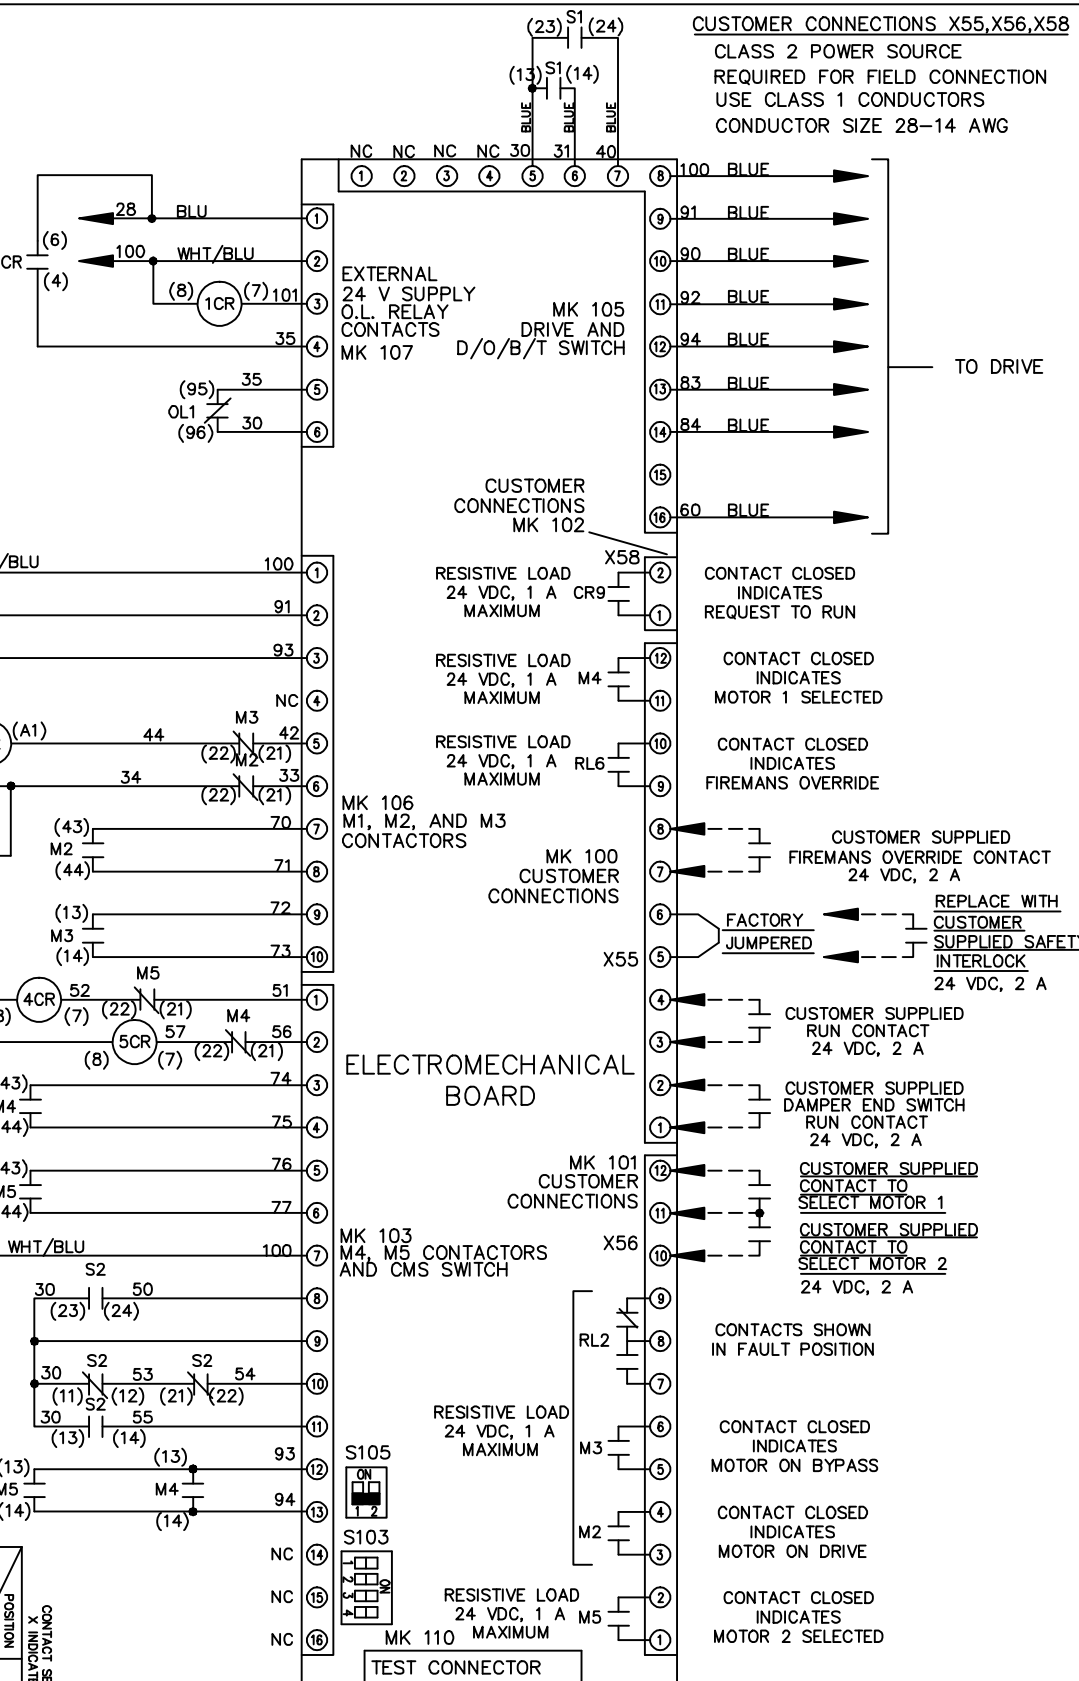 CUSTOMER CONNECTIONS X55,X56,X58
CLASS 2 POWER SOURCE
REQUIRED FOR FIELD CONNECTION
USE CLASS 1 CONDUCTORS
CONDUCTOR SIZE 28-14 AWG
S1
(23) (24)
S1
(13) (14)
BLUE BLUE BLUE
NC NC NC NC 30 31 40
1 2 3 4 5 6 7
8 100 BLUE
9 91 BLUE
10 90 BLUE
11 92 BLUE
12 94 BLUE
13 83 BLUE
14 84 BLUE
15
16 60 BLUE
TO DRIVE
MK 105
DRIVE AND
D/O/B/T SWITCH
28 BLU 1
100 WHT/BLU 2
CR (6)
(4)
(8) 1CR (7) 101 3
35 4
(95) 35 5
OL1
(96) 30 6
EXTERNAL
24 V SUPPLY
O.L. RELAY
CONTACTS
MK 107
CUSTOMER
CONNECTIONS
MK 102
X58
RESISTIVE LOAD
24 VDC, 1 A
MAXIMUM
CR9
2
1
CONTACT CLOSED
INDICATES
REQUEST TO RUN
RESISTIVE LOAD
24 VDC, 1 A
MAXIMUM
M4
12
11
CONTACT CLOSED
INDICATES
MOTOR 1 SELECTED
RESISTIVE LOAD
24 VDC, 1 A
MAXIMUM
RL6
10
9
CONTACT CLOSED
INDICATES
FIREMANS OVERRIDE
/BLU 100 1
91 2
93 3
NC 4
(A1) 44 M3 (22) (21) 42 5
34 M2 (22) (21) 33 6
(43) 70 7
M2
(44) 71 8
(13) 72 9
M3
(14) 73 10
MK 106
M1, M2, AND M3
CONTACTORS
MK 100
CUSTOMER
CONNECTIONS
X55
8
7
CUSTOMER SUPPLIED
FIREMANS OVERRIDE CONTACT
24 VDC, 2 A
6
5
FACTORY
JUMPERED
REPLACE WITH
CUSTOMER
SUPPLIED SAFETY
INTERLOCK
24 VDC, 2 A
4
3
CUSTOMER SUPPLIED
RUN CONTACT
24 VDC, 2 A
2
1
CUSTOMER SUPPLIED
DAMPER END SWITCH
RUN CONTACT
24 VDC, 2 A
4CR 52 M5 51 1
(7) (22) (21)
5CR 57 M4 56 2
(8) (7) (22) (21)
43) 74 3
M4
44) 75 4
43) 76 5
M5
44) 77 6
WHT/BLU 100 7
ELECTROMECHANICAL
BOARD
MK 103
M4, M5 CONTACTORS
AND CMS SWITCH
MK 101
CUSTOMER
CONNECTIONS
X56
12
11
10
CUSTOMER SUPPLIED
CONTACT TO
SELECT MOTOR 1
CUSTOMER SUPPLIED
CONTACT TO
SELECT MOTOR 2
24 VDC, 2 A
S2
30 50 8
(23) (24)
9
S2 S2
30 53 54 10
(11) (12) (21) (22)
S2
30 55 11
(13) (14)
(13) (13) 93 12
M5 M4
(14) (14) 94 13
NC 14
NC 15
NC 16
S105
ON
1 2
S103
1
2
3
4
ON
RL2
9
8
7
CONTACTS SHOWN
IN FAULT POSITION
RESISTIVE LOAD
24 VDC, 1 A
MAXIMUM
M3
6
5
CONTACT CLOSED
INDICATES
MOTOR ON BYPASS
M2
4
3
CONTACT CLOSED
INDICATES
MOTOR ON DRIVE
RESISTIVE LOAD
24 VDC, 1 A
MAXIMUM
M5
2
1
CONTACT CLOSED
INDICATES
MOTOR 2 SELECTED
MK 110
TEST CONNECTOR
POSITION
CONTACT SE
X INDICATE